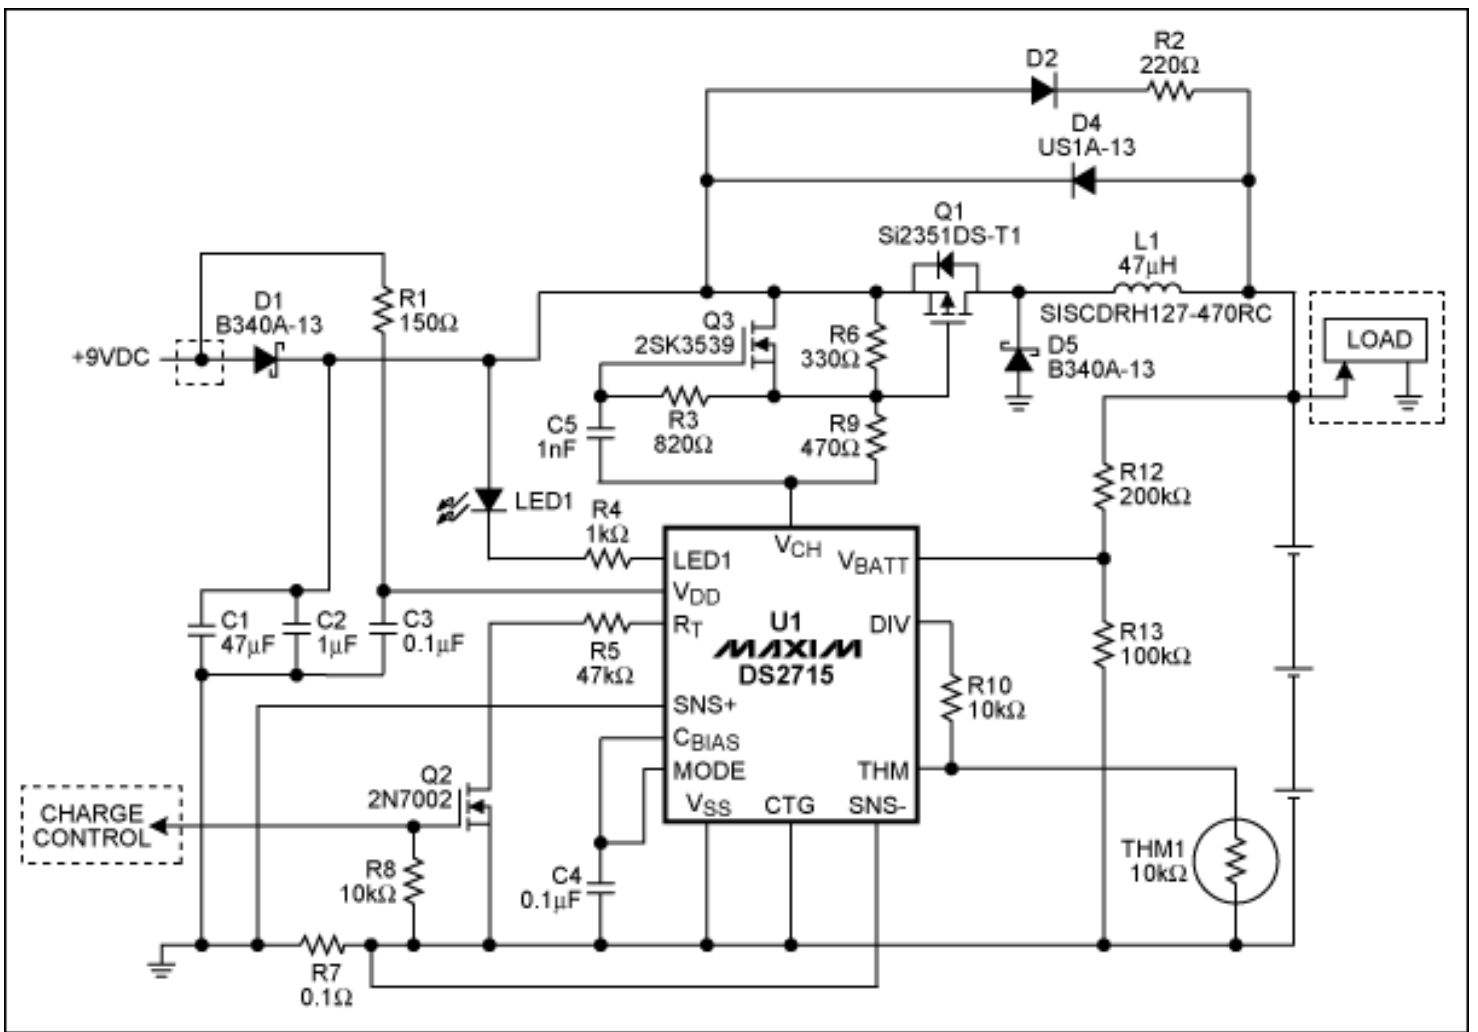 D2
R2
220Ω
D4
US1A-13
Q1
Si2351DS-T1
L1
47μH
SISCDRH127-470RC
D1
B340A-13
R1
150Ω
+9VDC
Q3
2SK3539
R6
330Ω
D5
B340A-13
LOAD
C5
1nF
R3
820Ω
R9
470Ω
R12
200kΩ
LED1
R4
1kΩ
LED1
VCH
VBATT
VDD
C1
47μF
C2
1μF
C3
0.1μF
RT
U1
DIV
MAXIM
DS2715
R5
47kΩ
R13
100kΩ
R10
10kΩ
SNS+
CBIAS
MODE
THM
VSS
CTG
SNS-
Q2
2N7002
CHARGE
CONTROL
R8
10kΩ
C4
0.1μF
THM1
10kΩ
R7
0.1Ω